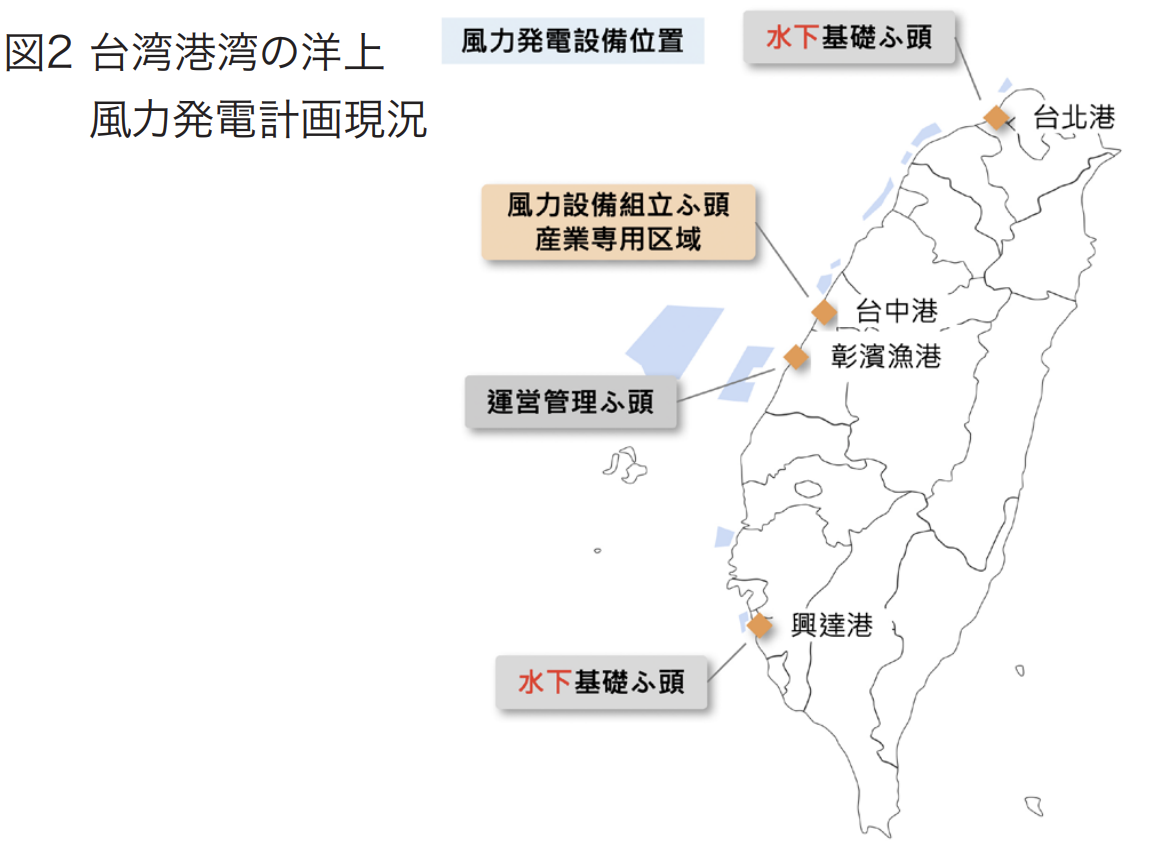 図2 台湾港湾の洋上
風力発電計画現況
風力発電設備位置
水下基礎ふ頭
台北港
風力設備組立ふ頭
産業専用区域
台中港
彰濱漁港
運営管理ふ頭
興達港
水下基礎ふ頭